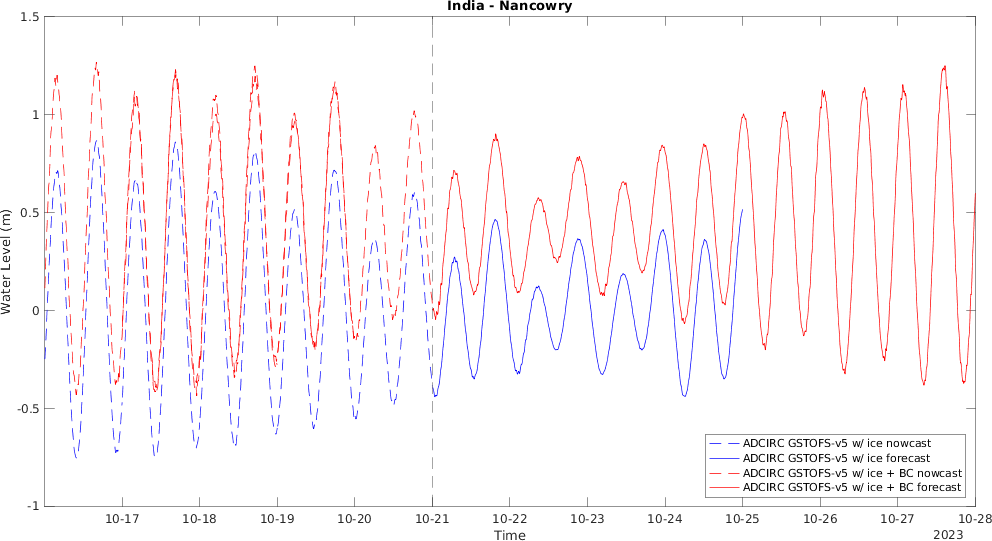 India - Nancowry
Water Level (m)
1.5
1
0.5
0
-0.5
-1
10-17 10-18 10-19 10-20 10-21 10-22 10-23 10-24 10-25 10-26 10-27 10-28
Time
2023
ADCIRC GSTOFS-v5 w/ ice nowcast
ADCIRC GSTOFS-v5 w/ ice forecast
ADCIRC GSTOFS-v5 w/ ice + BC nowcast
ADCIRC GSTOFS-v5 w/ ice + BC forecast